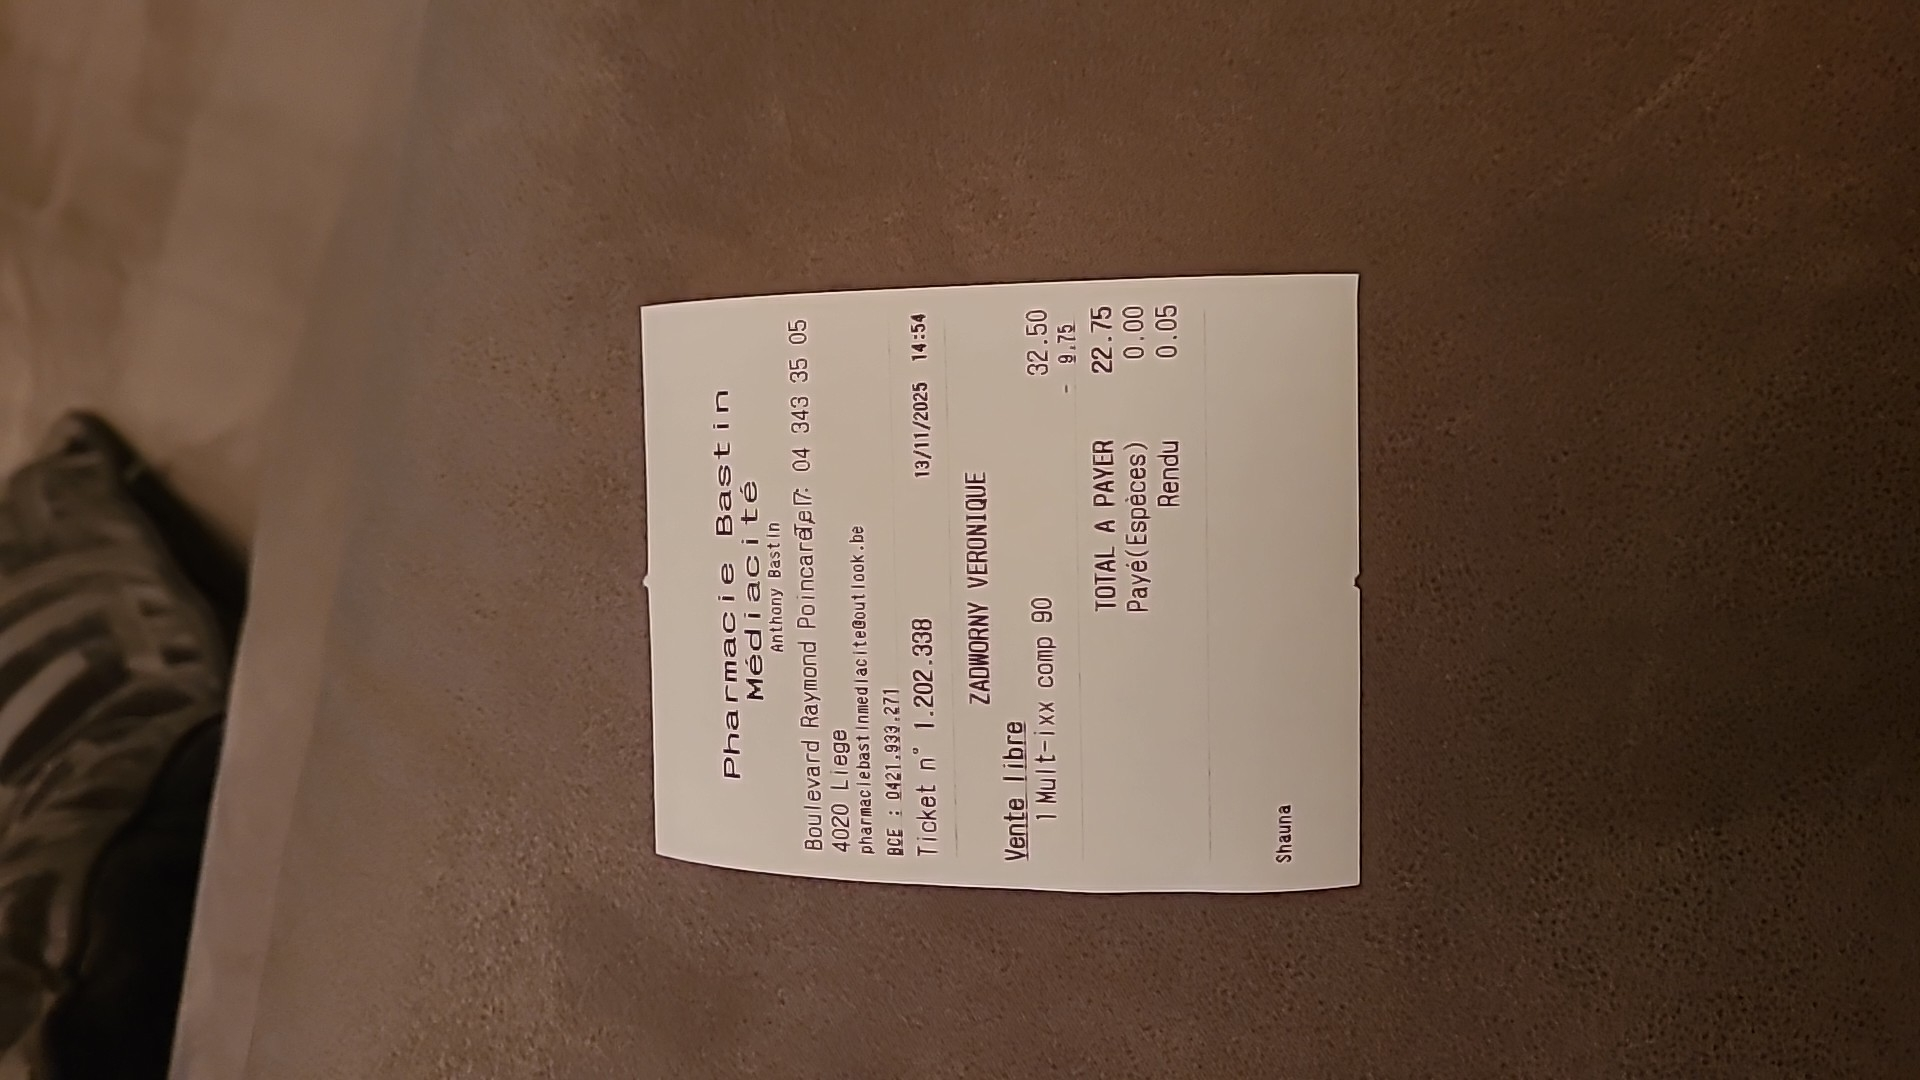 Pharmacie Bastin
Médiacité
Anthony Bastin
Boulevard Raymond Poincaré, 7 Tel: 04 343 35 05
4020 Liege
pharmaciebastinmediacite@outlook.be
BCE : 0421.933.271
Ticket n° 1.202.338 13/11/2025 14:54
ZADWORNY VERONIQUE
Vente libre
1 Mult-ixx comp 90 32.50
- 9.75
TOTAL A PAYER 22.75
Payé(Espèces) 0.00
Rendu 0.05
Shauna